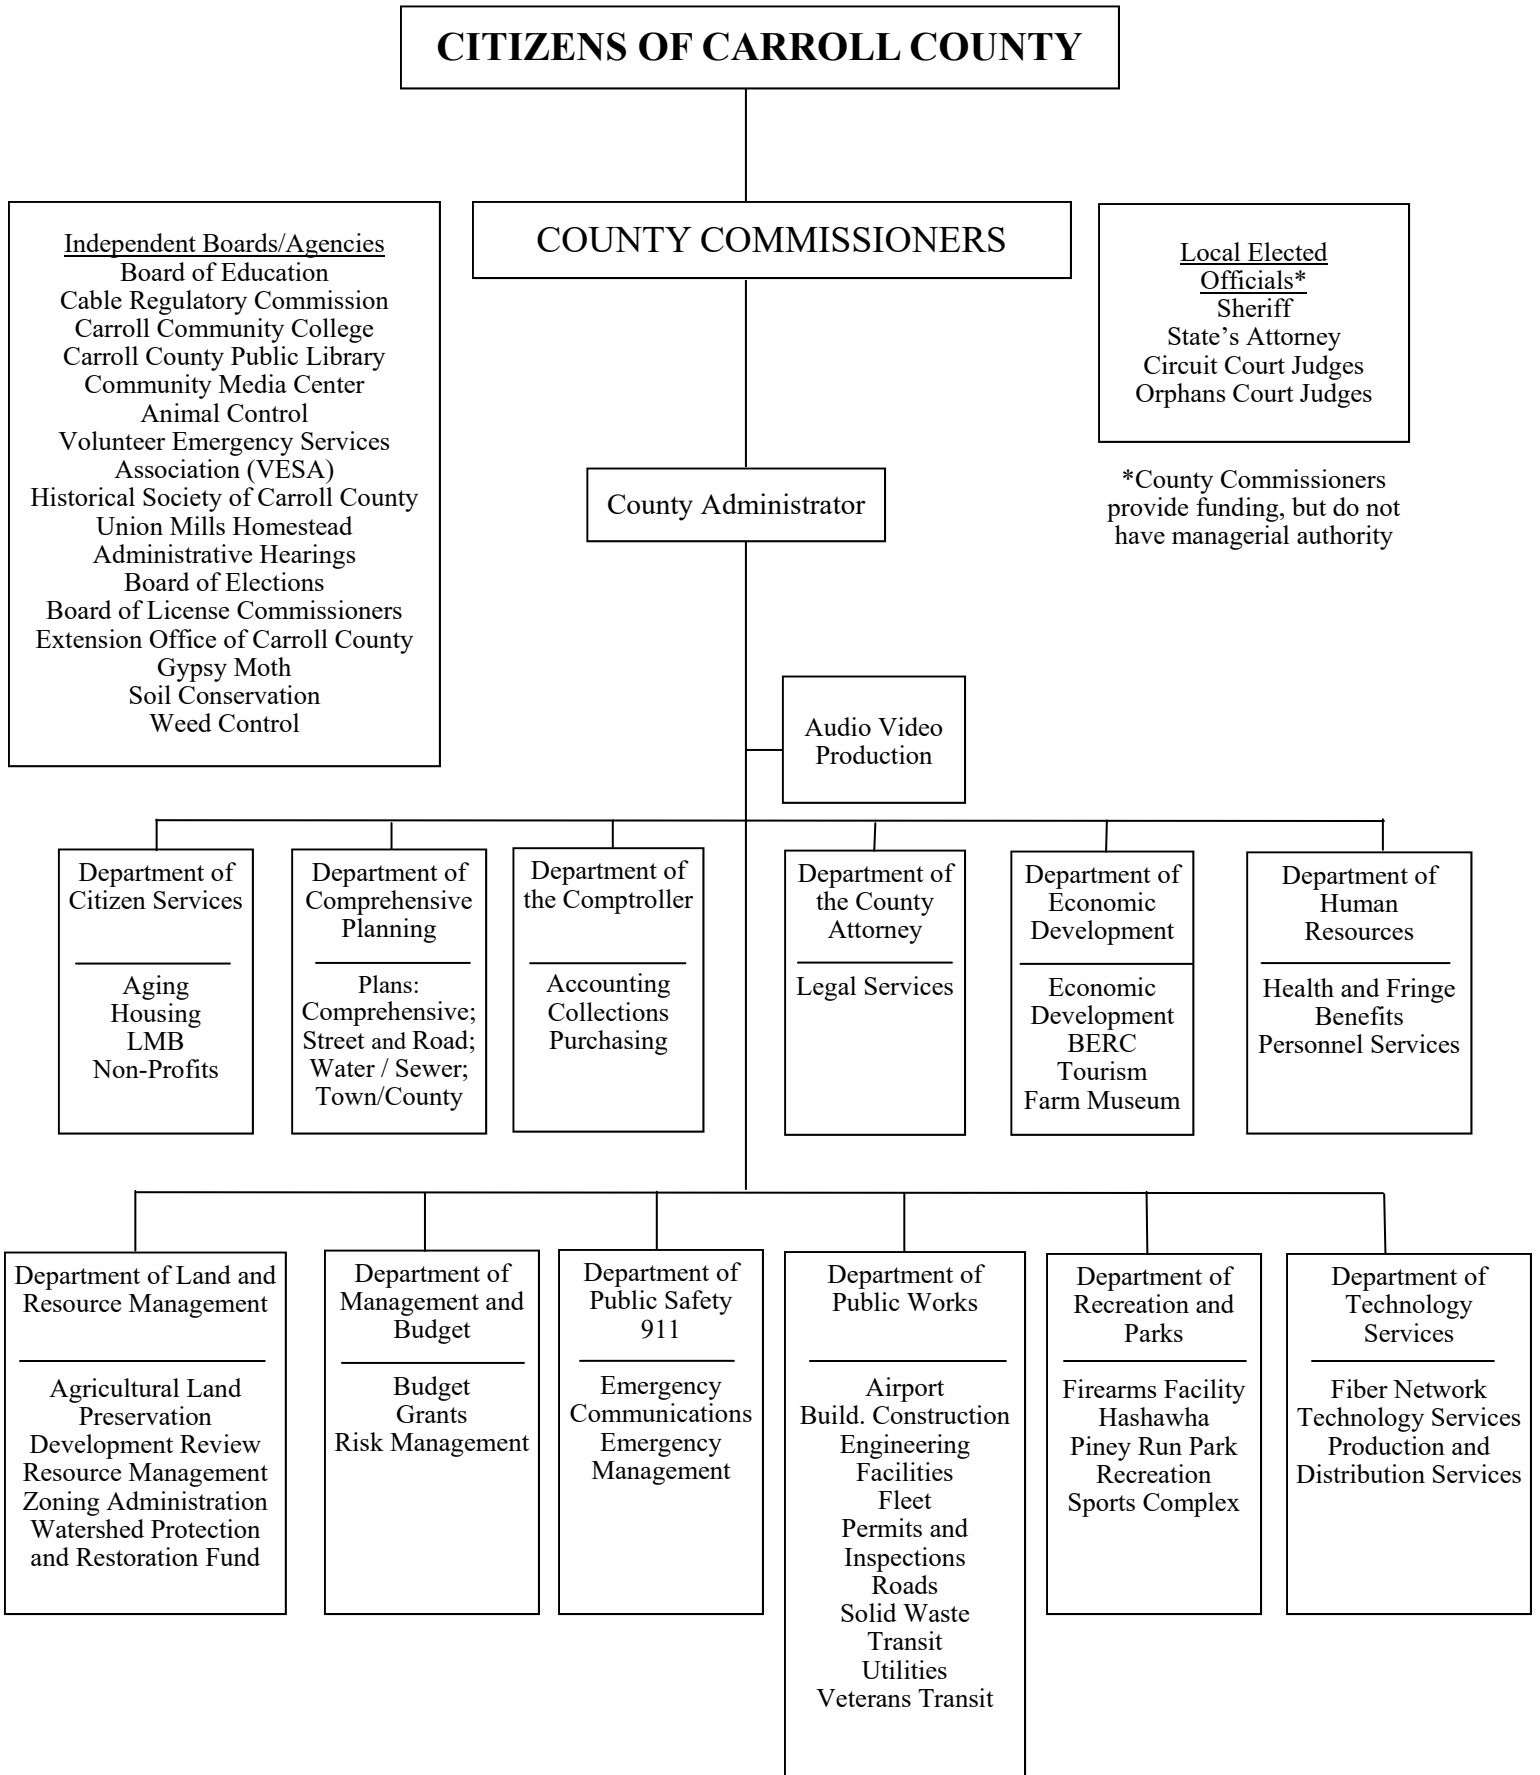 CITIZENS OF CARROLL COUNTY
COUNTY COMMISSIONERS
Independent Boards/Agencies
Board of Education
Cable Regulatory Commission
Carroll Community College
Carroll County Public Library
Community Media Center
Animal Control
Volunteer Emergency Services
Association (VESA)
Historical Society of Carroll County
Union Mills Homestead
Administrative Hearings
Board of Elections
Board of License Commissioners
Extension Office of Carroll County
Gypsy Moth
Soil Conservation
Weed Control
Local Elected
Officials*
Sheriff
State’s Attorney
Circuit Court Judges
Orphans Court Judges
*County Commissioners
provide funding, but do not
have managerial authority
County Administrator
Audio Video
Production
Department of
Citizen Services
Aging
Housing
LMB
Non-Profits
Department of
Comprehensive
Planning
Plans:
Comprehensive;
Street and Road;
Water / Sewer;
Town/County
Department of
the Comptroller
Accounting
Collections
Purchasing
Department of
the County
Attorney
Legal Services
Department of
Economic
Development
Economic
Development
BERC
Tourism
Farm Museum
Department of
Human
Resources
Health and Fringe
Benefits
Personnel Services
Department of Land and
Resource Management
Agricultural Land
Preservation
Development Review
Resource Management
Zoning Administration
Watershed Protection
and Restoration Fund
Department of
Management and
Budget
Budget
Grants
Risk Management
Department of
Public Safety
911
Emergency
Communications
Emergency
Management
Department of
Public Works
Airport
Build. Construction
Engineering
Facilities
Fleet
Permits and
Inspections
Roads
Solid Waste
Transit
Utilities
Veterans Transit
Department of
Recreation and
Parks
Firearms Facility
Hashawha
Piney Run Park
Recreation
Sports Complex
Department of
Technology
Services
Fiber Network
Technology Services
Production and
Distribution Services